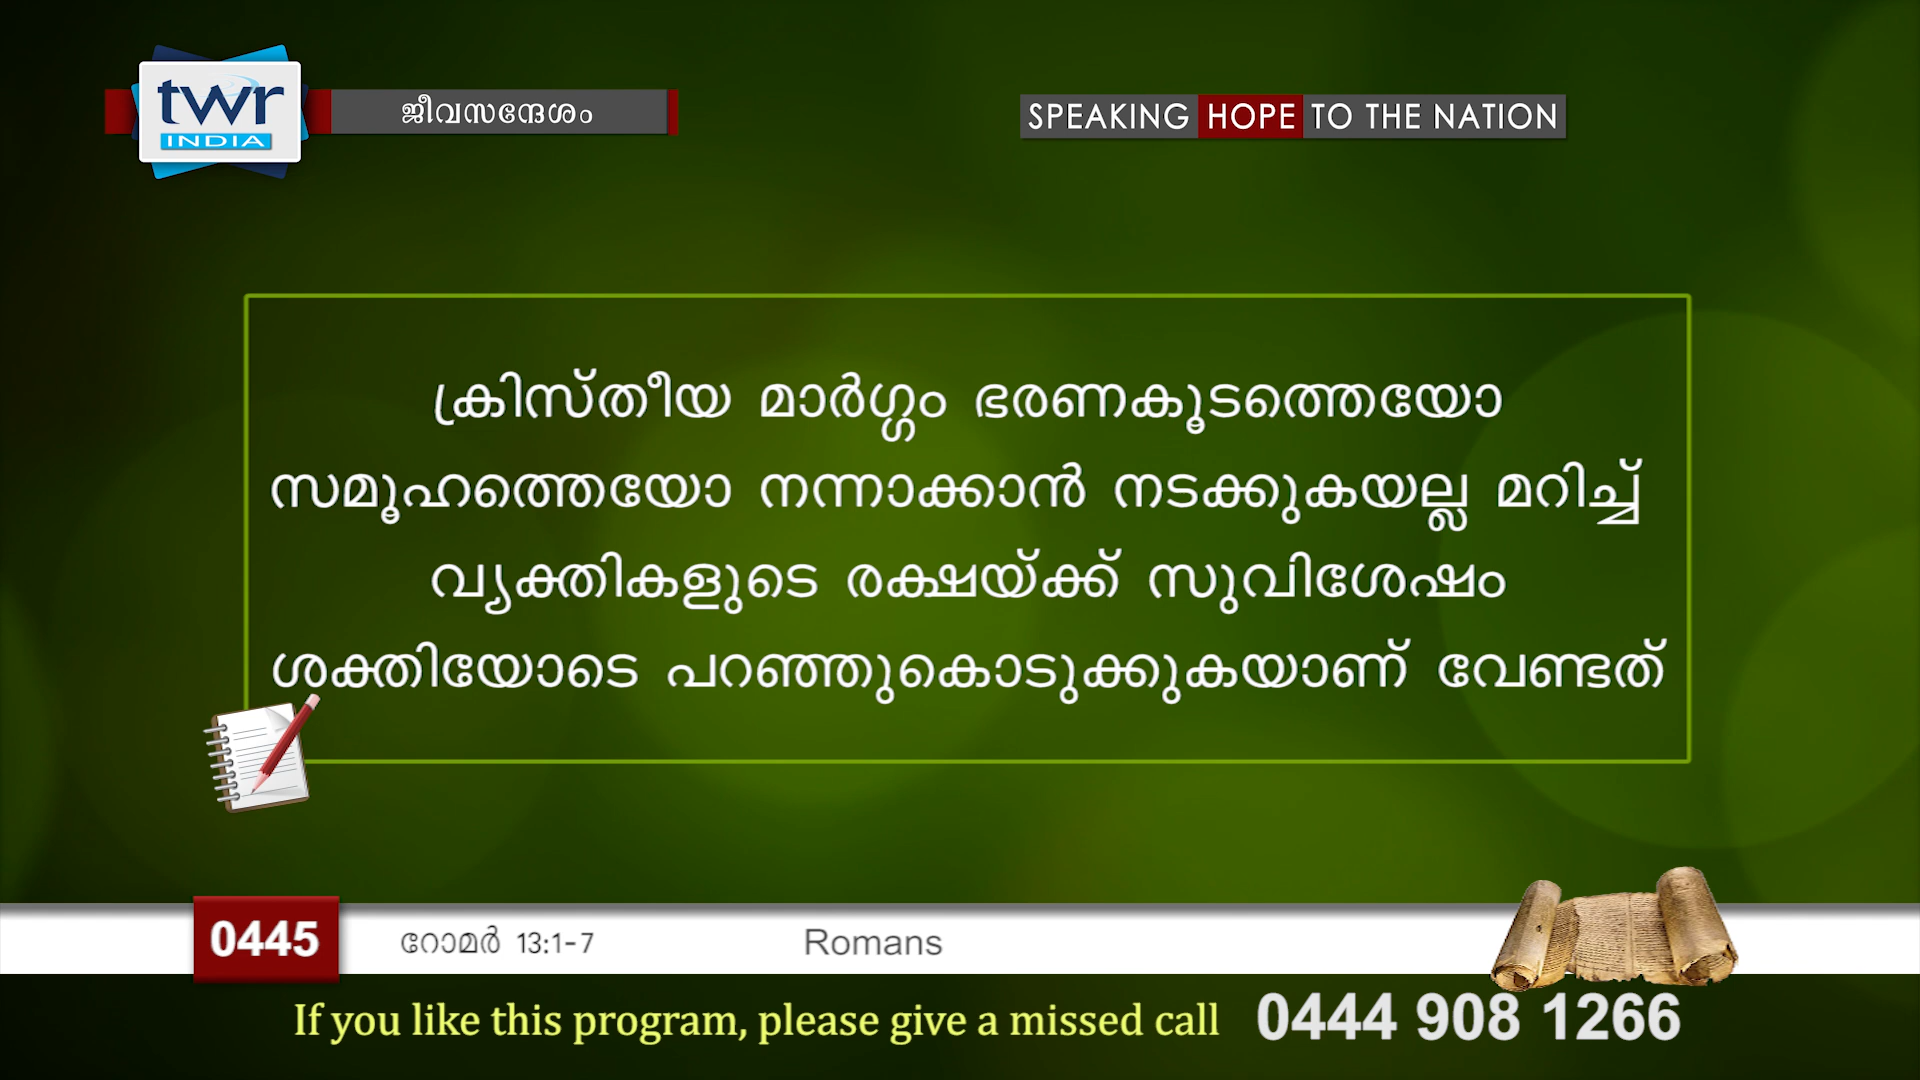 twr
INDIA
ജീവസന്ദേശം
SPEAKING HOPE TO THE NATION
ക്രിസ്തീയ മാർഗ്ഗം ഭരണകൂടത്തെയോ
സമൂഹത്തെയോ നന്നാക്കാൻ നടക്കുകയല്ല മറിച്ച്
വ്യക്തികളുടെ രക്ഷയ്ക്ക് സുവിശേഷം
ശക്തിയോടെ പറഞ്ഞുകൊടുക്കുകയാണ് വേണ്ടത്
0445 റോമർ 13:1-7 Romans
If you like this program, please give a missed call 0444 908 1266